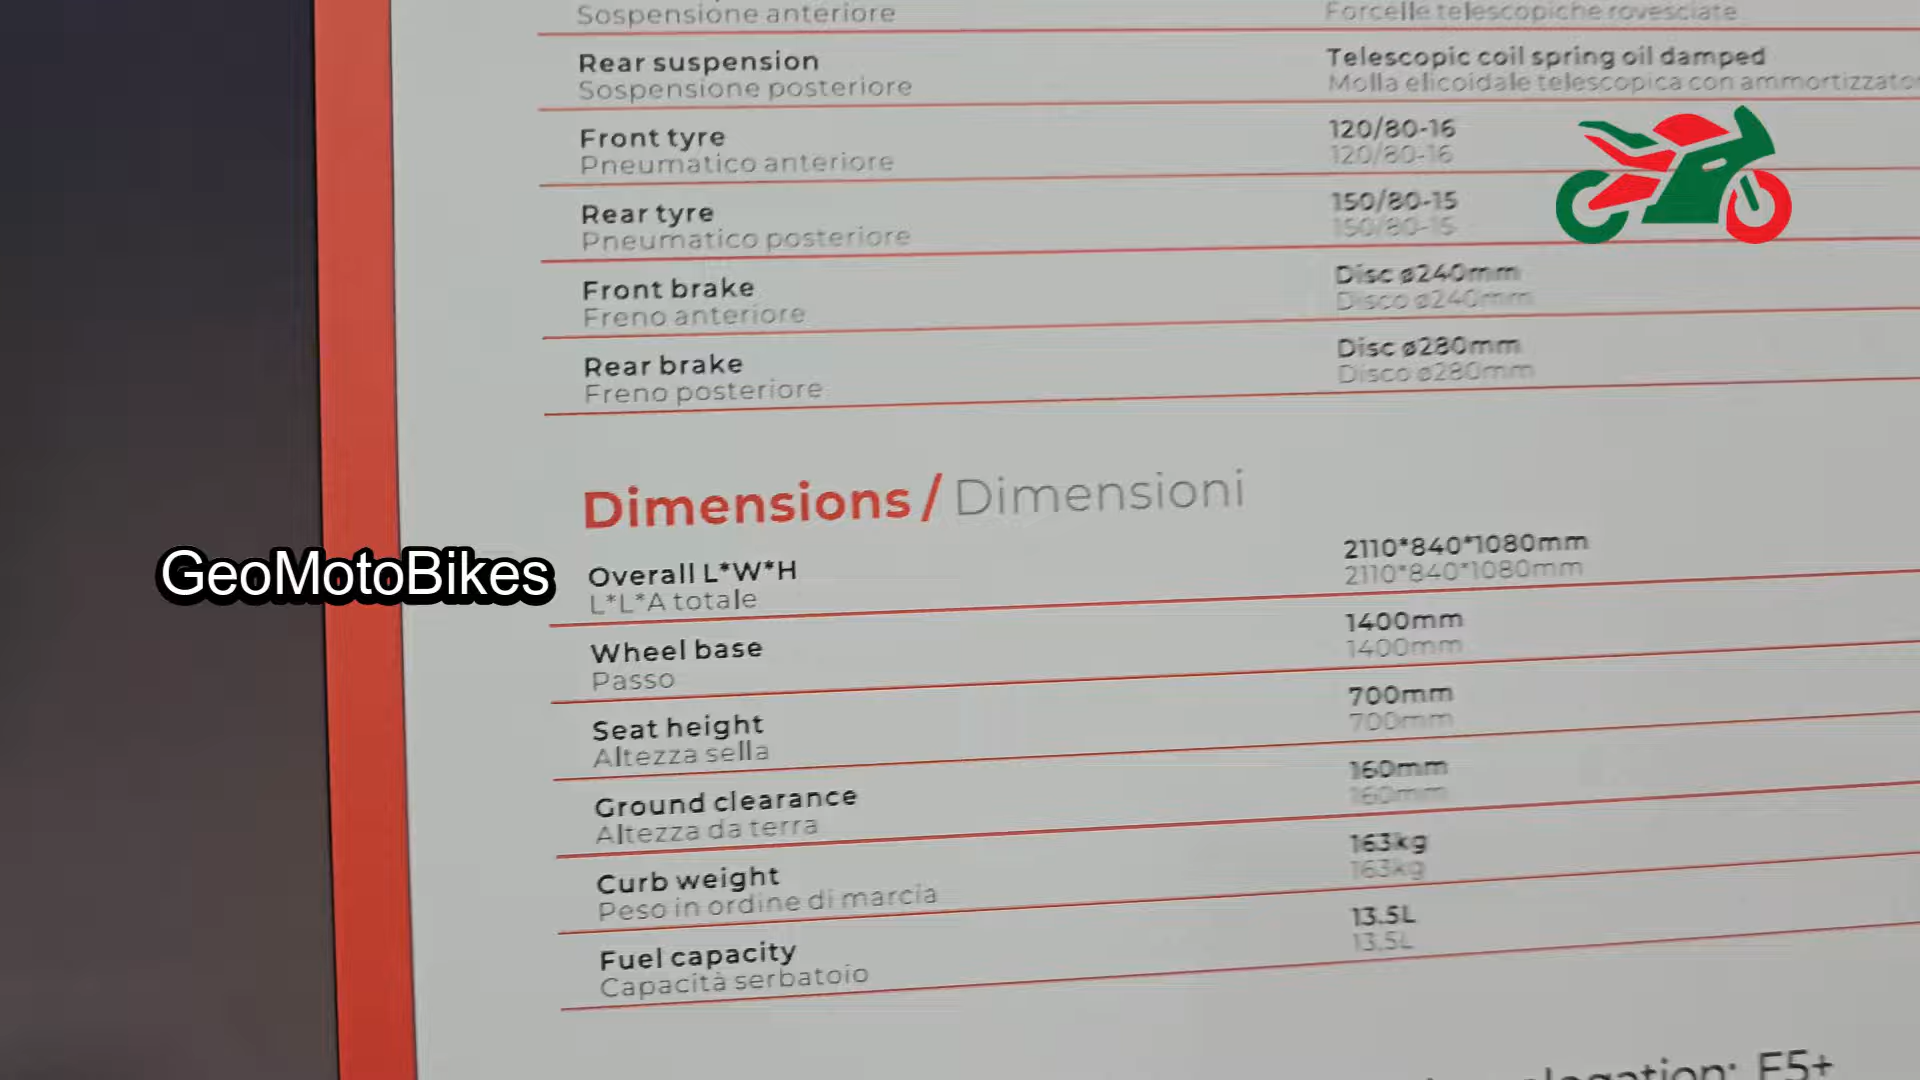 Sospensione anteriore
Forcelle telescopiche rovesciate
Rear suspension
Telescopic coil spring oil damped
Sospensione posteriore
Molla elicoidale telescopica con
Front tyre
120/80-16
Pneumatico anteriore
120/80-16
Rear tyre
150/80-15
Pneumatico posteriore
150/80-15
Front brake
Disc ø240mm
Freno anteriore
Disco ø240mm
Rear brake
Disc ø280mm
Freno posteriore
Disco ø280mm
Dimensions / Dimensioni
GeoMotoBikes
Overall L*W*H
2110*840*1080mm
L*L*A totale
2110*840*1080mm
Wheel base
1400mm
Passo
1400mm
Seat height
700mm
Altezza sella
700mm
Ground clearance
160mm
Altezza da terra
160mm
Curb weight
163kg
Peso in ordine di marcia
163kg
Fuel capacity
13.5L
Capacità serbatoio
13.5L
E5+